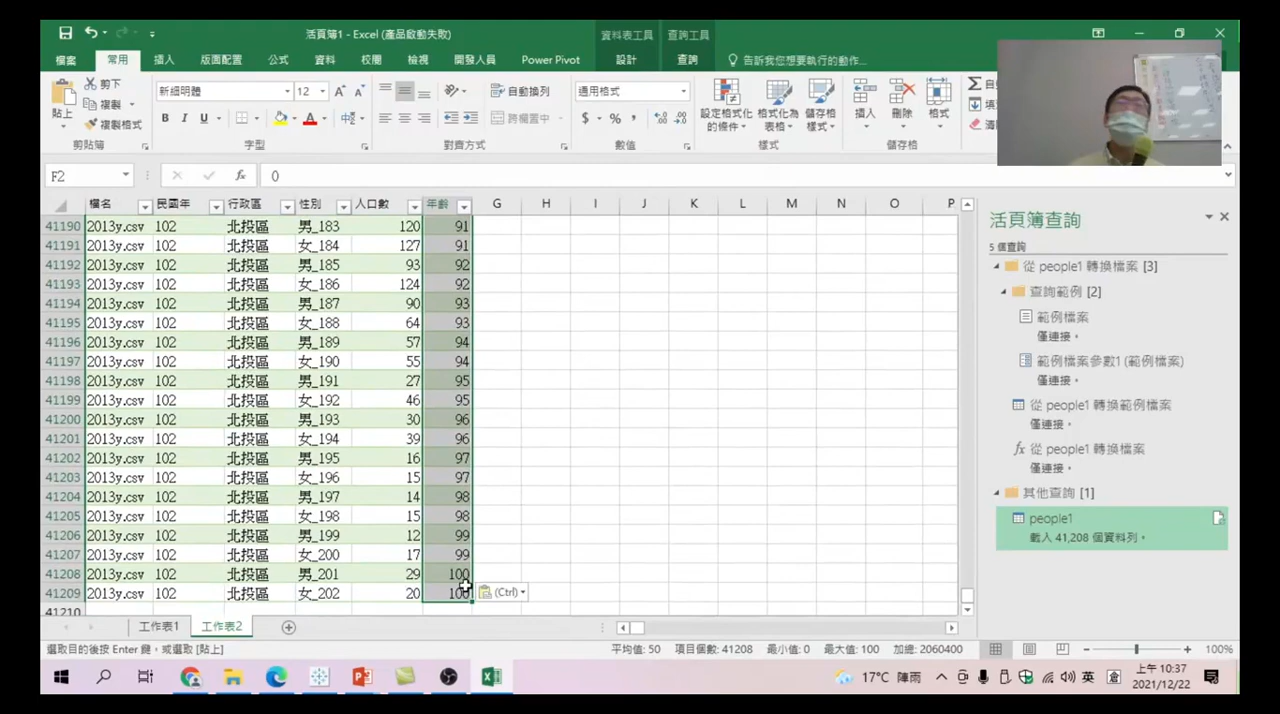 活頁簿1 - Excel (產品啟動失敗)
資料表工具
查詢工具
檔案 常用 插入 版面配置 公式 資料 校閱 檢視 開發人員 Power Pivot 設計 查詢 告訴我您想要執行的動作...
貼上
剪下
複製
複製格式
剪貼簿
新細明體 12
B I U A
字型
自動換列
跨欄置中
對齊方式
通用格式
$ % ,
數值
設定格式化的條件
格式化為表格
儲存格樣式
樣式
插入 刪除 格式
儲存格
F2 fx 0
檔名 民國年 行政區 性別 人口數 年齡 G H I J K L M N O P
41190 2013y.csv 102 北投區 男_183 120 91
41191 2013y.csv 102 北投區 女_184 127 91
41192 2013y.csv 102 北投區 男_185 93 92
41193 2013y.csv 102 北投區 女_186 124 92
41194 2013y.csv 102 北投區 男_187 90 93
41195 2013y.csv 102 北投區 女_188 64 93
41196 2013y.csv 102 北投區 男_189 57 94
41197 2013y.csv 102 北投區 女_190 55 94
41198 2013y.csv 102 北投區 男_191 27 95
41199 2013y.csv 102 北投區 女_192 46 95
41200 2013y.csv 102 北投區 男_193 30 96
41201 2013y.csv 102 北投區 女_194 39 96
41202 2013y.csv 102 北投區 男_195 16 97
41203 2013y.csv 102 北投區 女_196 15 97
41204 2013y.csv 102 北投區 男_197 14 98
41205 2013y.csv 102 北投區 女_198 15 98
41206 2013y.csv 102 北投區 男_199 12 99
41207 2013y.csv 102 北投區 女_200 17 99
41208 2013y.csv 102 北投區 男_201 29 100
41209 2013y.csv 102 北投區 女_202 20 100
41210
(Ctrl)
活頁簿查詢
5 個查詢
從 people1 轉換檔案 [3]
查詢範例 [2]
範例檔案
僅連接。
範例檔案參數1 (範例檔案)
僅連接。
從 people1 轉換範例檔案
僅連接。
fx 從 people1 轉換檔案
僅連接。
其他查詢 [1]
people1
載入 41,208 個資料列。
工作表1 工作表2
選取目的後按 Enter 鍵，或選取 [貼上] 平均值: 50 項目個數: 41208 最小值: 0 最大值: 100 加總: 2060400 100%
17°C 陣雨 英 倉
上午 10:37
2021/12/22